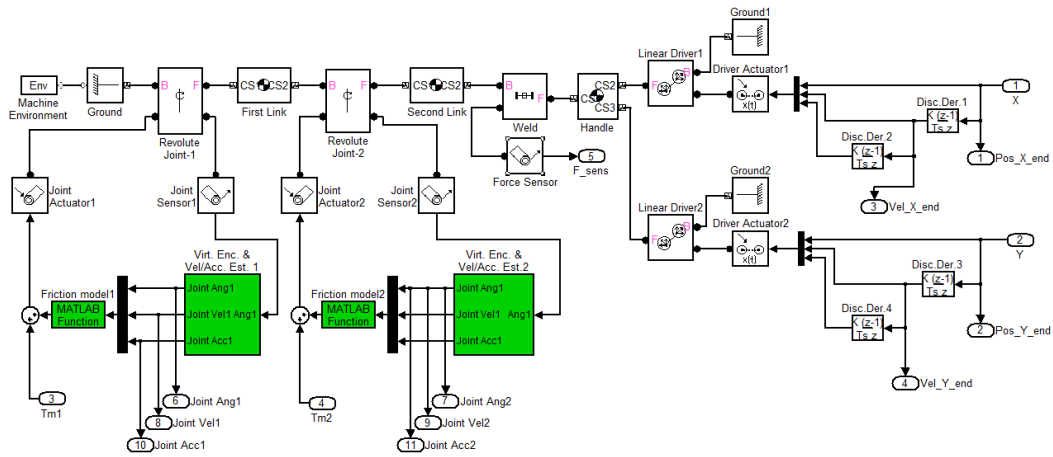 Ground1
Linear Driver1
Driver Actuator1
B
F
x(t)
1
X
Disc.Der.1
K (z-1)
Ts z
Disc.Der.2
K (z-1)
Ts z
1
Pos_X_end
3
Vel_X_end
Env
Machine
Environment
Ground
B
F
Revolute
Joint-1
CS
CS2
First Link
B
F
Revolute
Joint-2
CS
CS2
Second Link
B
F
Weld
CS2
CS
CS3
Handle
Force Sensor
5
F_sens
Joint
Actuator1
Joint
Sensor1
Joint
Actuator2
Joint
Sensor2
Ground2
Linear Driver2
Driver Actuator2
B
F
x(t)
2
Y
Disc.Der.3
K (z-1)
Ts z
Disc.Der.4
K (z-1)
Ts z
2
Pos_Y_end
4
Vel_Y_end
Virt. Enc. &
Vel/Acc. Est. 1
Joint Ang1
Joint Vel1
Ang1
Joint Acc1
Friction model1
MATLAB
Function
3
Tm1
6
Joint Ang1
8
Joint Vel1
10
Joint Acc1
Virt. Enc. &
Vel/Acc. Est.2
Joint Ang1
Joint Vel1
Ang1
Joint Acc1
Friction model2
MATLAB
Function
4
Tm2
7
Joint Ang2
9
Joint Vel2
11
Joint Acc2